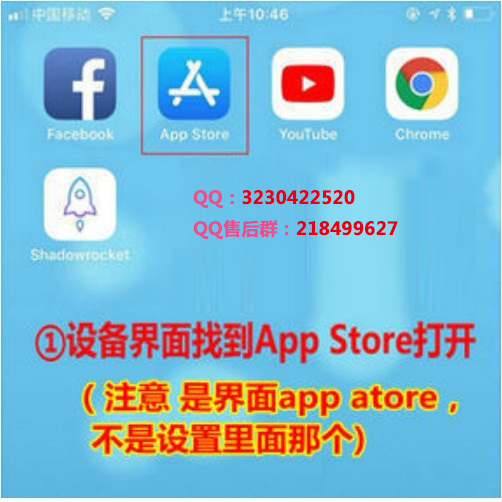 中国移动 上午10:46
Facebook App Store YouTube Chrome
Shadowrocket
QQ：3230422520
QQ售后群：218499627
①设备界面找到App Store打开
（注意 是界面app atore，
不是设置里面那个）